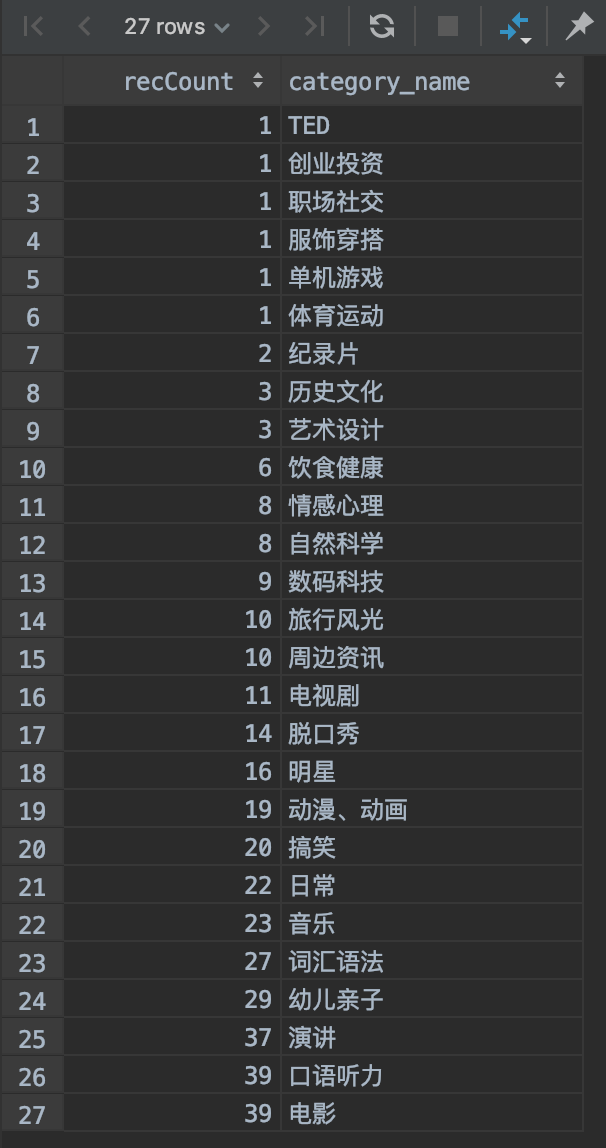 27 rows
recCount category_name
1 1 TED
2 1 创业投资
3 1 职场社交
4 1 服饰穿搭
5 1 单机游戏
6 1 体育运动
7 2 纪录片
8 3 历史文化
9 3 艺术设计
10 6 饮食健康
11 8 情感心理
12 8 自然科学
13 9 数码科技
14 10 旅行风光
15 10 周边资讯
16 11 电视剧
17 14 脱口秀
18 16 明星
19 19 动漫、动画
20 20 搞笑
21 22 日常
22 23 音乐
23 27 词汇语法
24 29 幼儿亲子
25 37 演讲
26 39 口语听力
27 39 电影